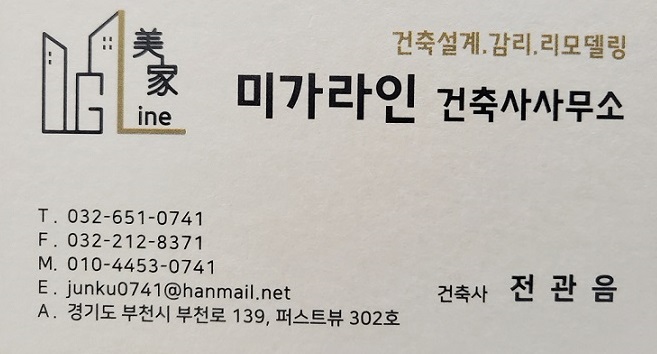 美家
Line
건축설계.감리.리모델링
미가라인 건축사사무소
T. 032-651-0741
F. 032-212-8371
M. 010-4453-0741
E. junku0741@hanmail.net
A. 경기도 부천시 부천로 139, 퍼스트뷰 302호
건축사 전관음